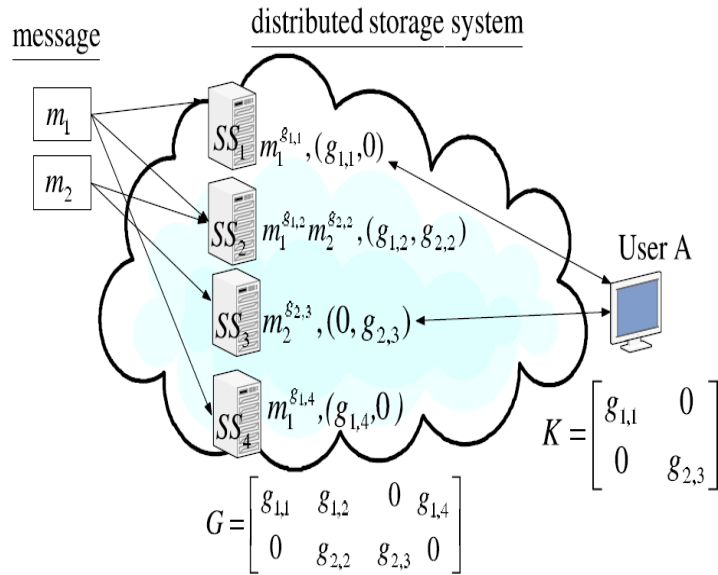 message
distributed storage system
m₁
m₂
SS₁ m₁^{g₁,₁},(g₁,₁,0)
SS₂ m₁^{g₁,₂}m₂^{g₂,₂},(g₁,₂,g₂,₂)
User A
SS₃ m₂^{g₂,₃},(0,g₂,₃)
SS₄ m₁^{g₁,₄},(g₁,₄,0)
K = [g₁,₁ 0
0 g₂,₃]
G = [g₁,₁ g₁,₂ 0 g₁,₄
0 g₂,₂ g₂,₃ 0]